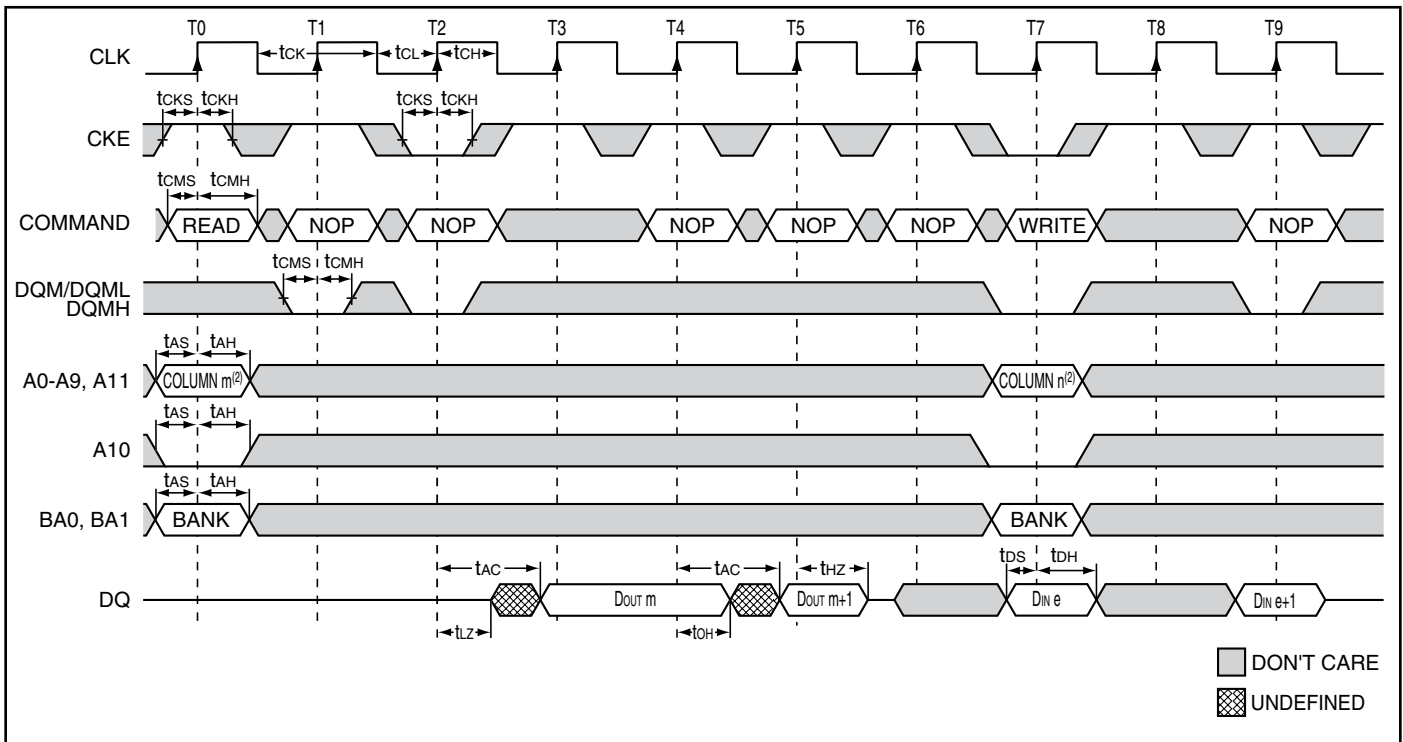 T0 T1 T2 T3 T4 T5 T6 T7 T8 T9
CLK tCK tCL tCH
tCKS tCKH tCKS tCKH
CKE
tCMS tCMH
COMMAND READ NOP NOP NOP NOP NOP WRITE NOP
tCMS tCMH
DQM/DQML
DQMH
tAS tAH
A0-A9, A11 COLUMN m(2) COLUMN n(2)
tAS tAH
A10
tAS tAH
BA0, BA1 BANK BANK
tAC tAC tHZ tDS tDH
DQ DOUT m DOUT m+1 DIN e DIN e+1
tLZ tOH
DON'T CARE
UNDEFINED